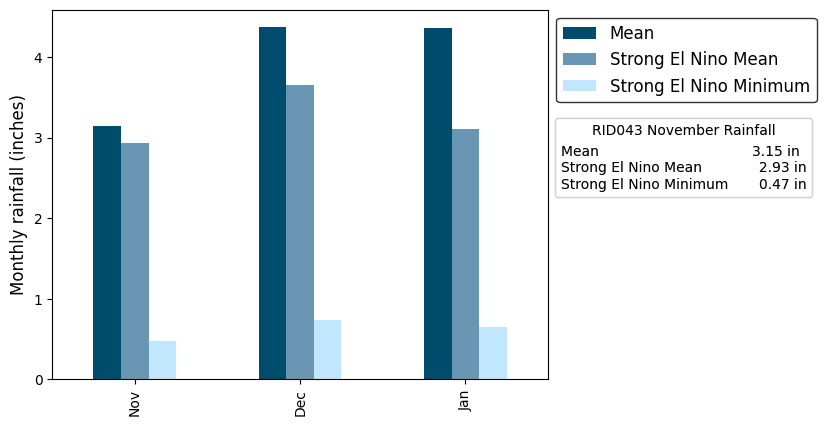 Mean
Strong El Nino Mean
Strong El Nino Minimum
RID043 November Rainfall
Mean 3.15 in
Strong El Nino Mean 2.93 in
Strong El Nino Minimum 0.47 in
Monthly rainfall (inches)
4
3
2
1
0
Nov
Dec
Jan